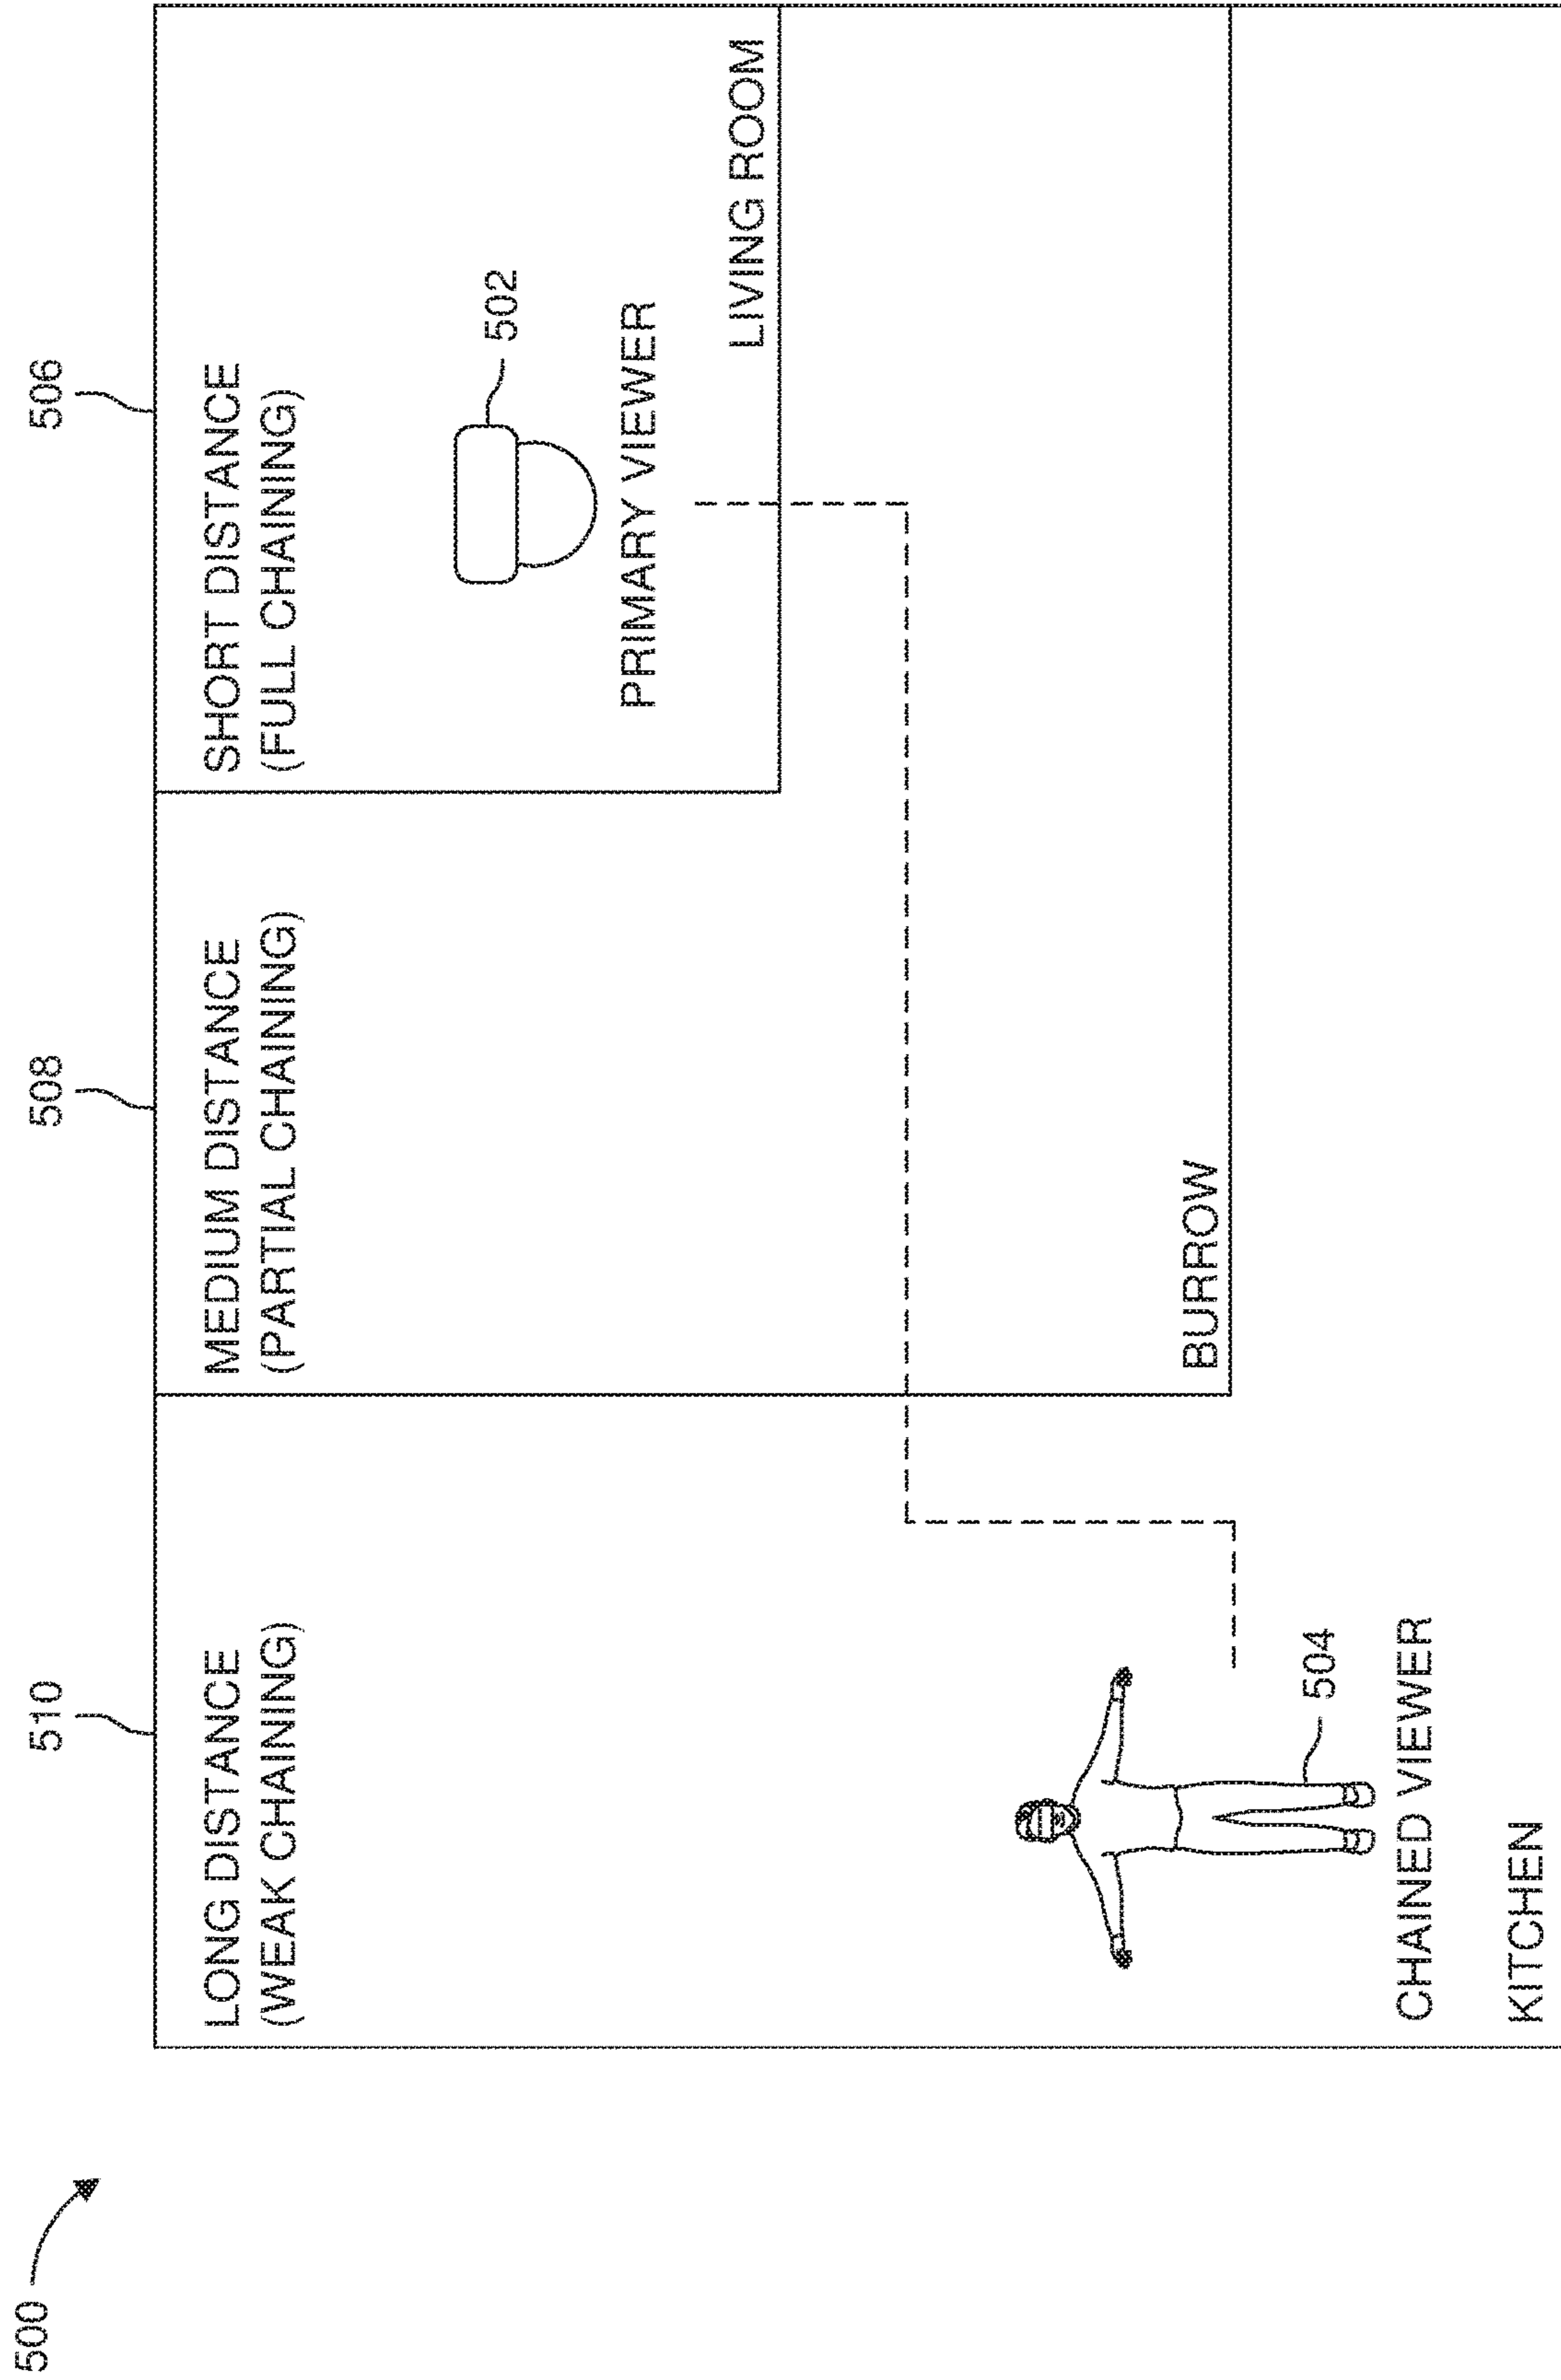 500
510
508
506
LONG DISTANCE
(WEAK CHAINING)
MEDIUM DISTANCE
(PARTIAL CHAINING)
SHORT DISTANCE
(FULL CHAINING)
502
PRIMARY VIEWER
LIVING ROOM
BURROW
504
CHAINED VIEWER
KITCHEN